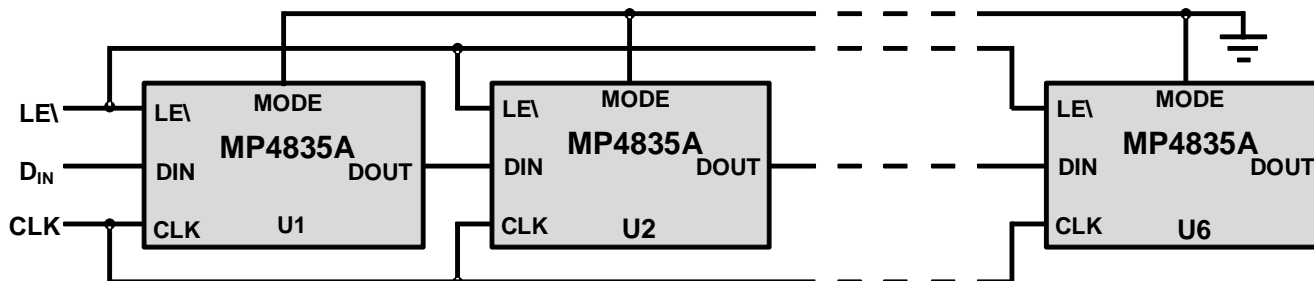 LE\
D_IN
CLK
MODE
LE\
MP4835A
DIN
DOUT
CLK
U1
MODE
LE\
MP4835A
DIN
DOUT
CLK
U2
MODE
LE\
MP4835A
DIN
DOUT
CLK
U6